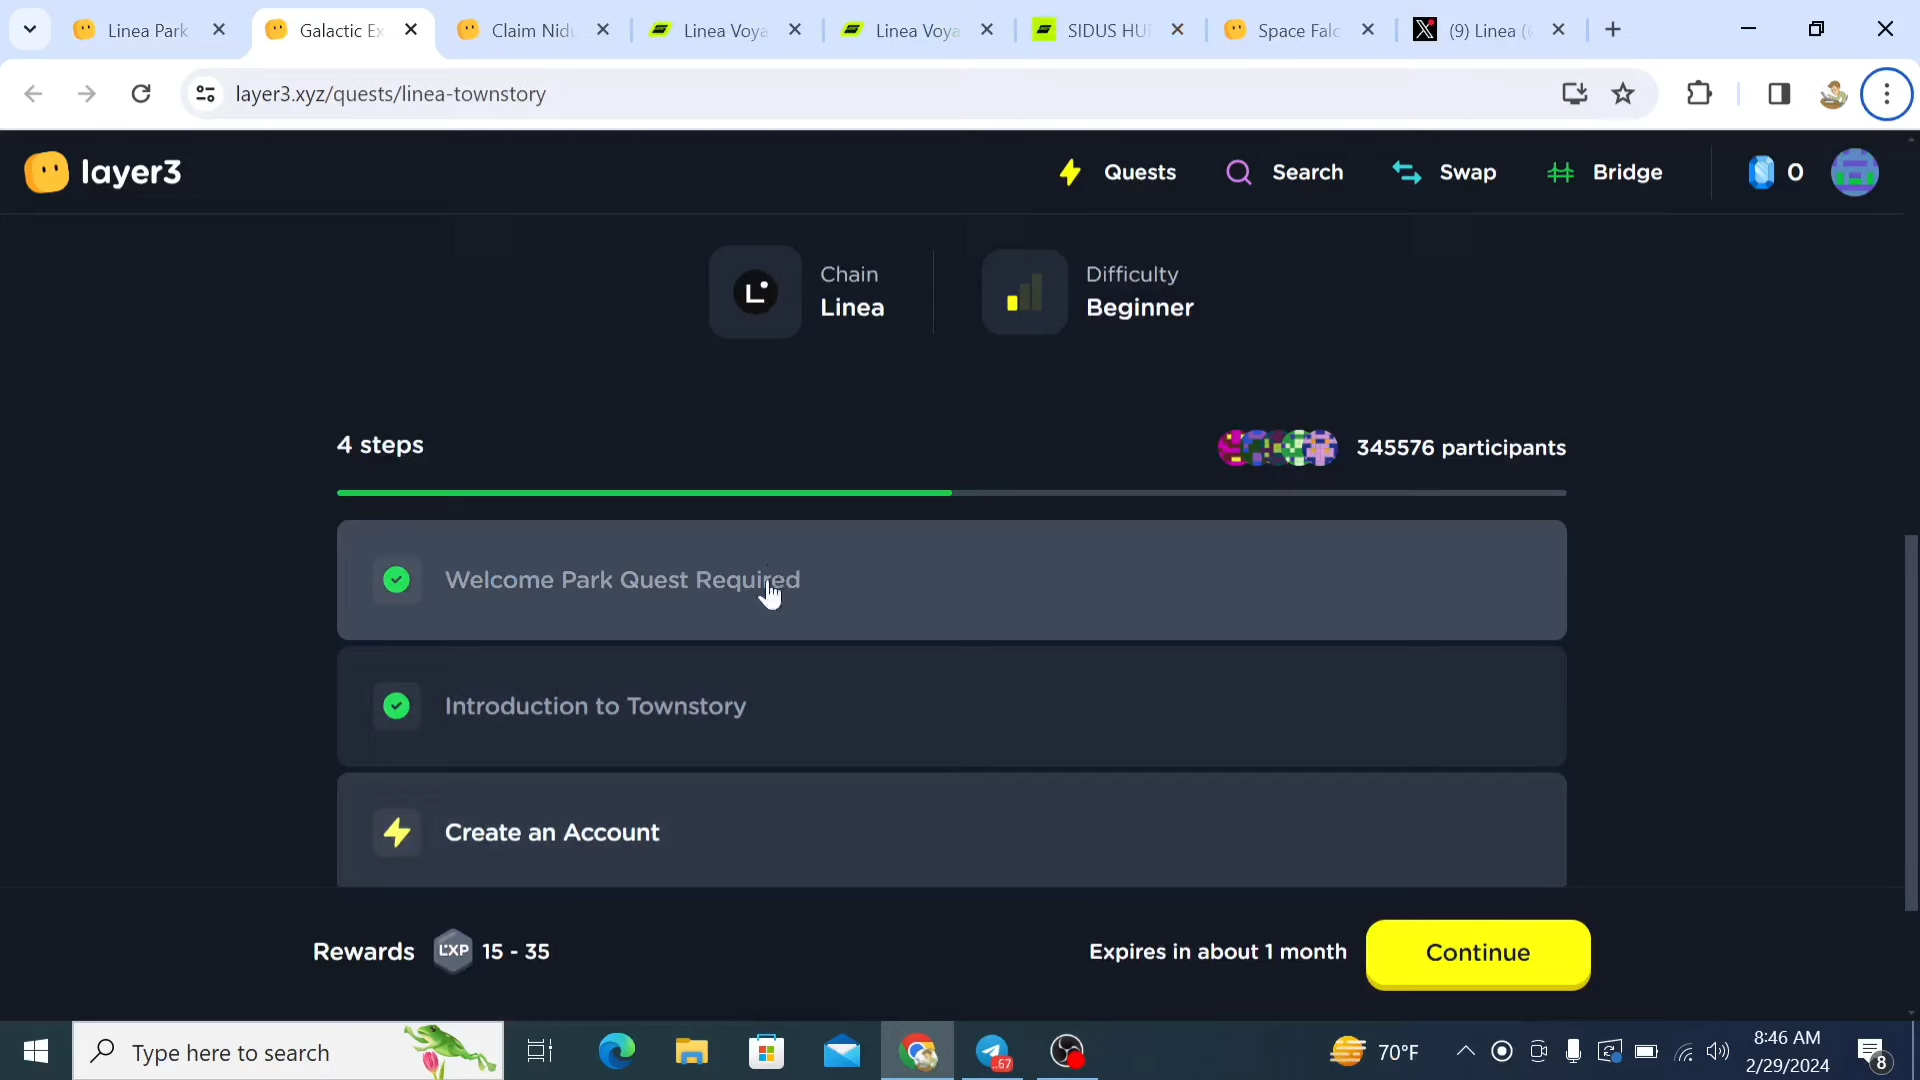 Linea Park
Galactic Ex
Claim Nid
Linea Voya
Linea Voya
SIDUS HU
Space Falc
(9) Linea (
layer3.xyz/quests/linea-townstory
layer3
Quests
Search
Swap
Bridge
0
Chain
Linea
Difficulty
Beginner
4 steps
345576 participants
Welcome Park Quest Required
Introduction to Townstory
Create an Account
Rewards
LXP
15 - 35
Expires in about 1 month
Continue
Type here to search
..67
70°F
8:46 AM
2/29/2024
8